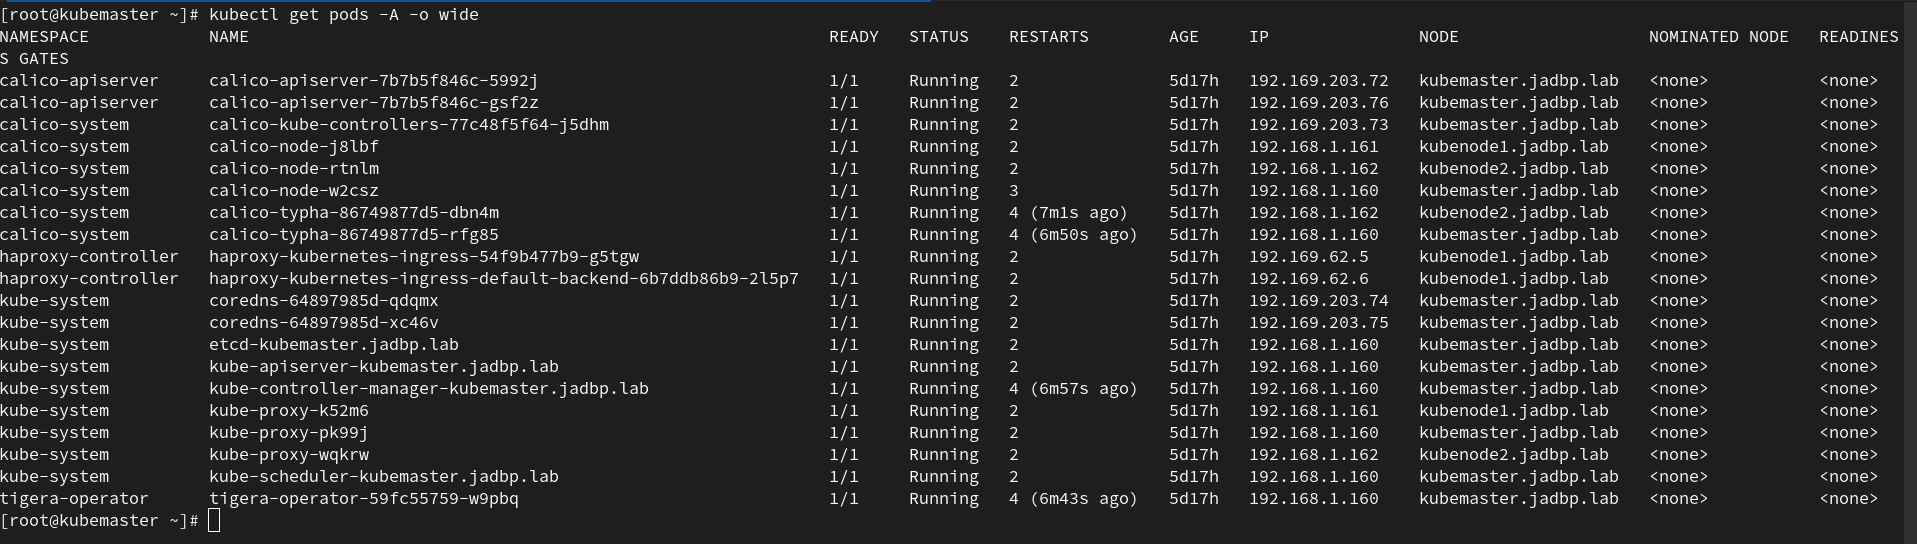 [root@kubemaster ~]# kubectl get pods -A -o wide
NAMESPACE            NAME                                                          READY   STATUS    RESTARTS        AGE     IP               NODE                   NOMINATED NODE   READINES
S GATES
calico-apiserver     calico-apiserver-7b7b5f846c-5992j                             1/1     Running   2               5d17h   192.169.203.72   kubemaster.jadbp.lab   <none>           <none>
calico-apiserver     calico-apiserver-7b7b5f846c-gsf2z                             1/1     Running   2               5d17h   192.169.203.76   kubemaster.jadbp.lab   <none>           <none>
calico-system        calico-kube-controllers-77c48f5f64-j5dhm                      1/1     Running   2               5d17h   192.169.203.73   kubemaster.jadbp.lab   <none>           <none>
calico-system        calico-node-j8lbf                                             1/1     Running   2               5d17h   192.168.1.161    kubenode1.jadbp.lab    <none>           <none>
calico-system        calico-node-rtnlm                                             1/1     Running   2               5d17h   192.168.1.162    kubenode2.jadbp.lab    <none>           <none>
calico-system        calico-node-w2csz                                             1/1     Running   3               5d17h   192.168.1.160    kubemaster.jadbp.lab   <none>           <none>
calico-system        calico-typha-86749877d5-dbn4m                                 1/1     Running   4 (7m1s ago)    5d17h   192.168.1.162    kubenode2.jadbp.lab    <none>           <none>
calico-system        calico-typha-86749877d5-rfg85                                 1/1     Running   4 (6m50s ago)   5d17h   192.168.1.160    kubemaster.jadbp.lab   <none>           <none>
haproxy-controller   haproxy-kubernetes-ingress-54f9b477b9-g5tgw                   1/1     Running   2               5d17h   192.169.62.5     kubenode1.jadbp.lab    <none>           <none>
haproxy-controller   haproxy-kubernetes-ingress-default-backend-6b7ddb86b9-2l5p7   1/1     Running   2               5d17h   192.169.62.6     kubenode1.jadbp.lab    <none>           <none>
kube-system          coredns-64897985d-qdqmx                                       1/1     Running   2               5d17h   192.169.203.74   kubemaster.jadbp.lab   <none>           <none>
kube-system          coredns-64897985d-xc46v                                       1/1     Running   2               5d17h   192.169.203.75   kubemaster.jadbp.lab   <none>           <none>
kube-system          etcd-kubemaster.jadbp.lab                                     1/1     Running   2               5d17h   192.168.1.160    kubemaster.jadbp.lab   <none>           <none>
kube-system          kube-apiserver-kubemaster.jadbp.lab                           1/1     Running   2               5d17h   192.168.1.160    kubemaster.jadbp.lab   <none>           <none>
kube-system          kube-controller-manager-kubemaster.jadbp.lab                  1/1     Running   4 (6m57s ago)   5d17h   192.168.1.160    kubemaster.jadbp.lab   <none>           <none>
kube-system          kube-proxy-k52m6                                              1/1     Running   2               5d17h   192.168.1.161    kubenode1.jadbp.lab    <none>           <none>
kube-system          kube-proxy-pk99j                                              1/1     Running   2               5d17h   192.168.1.160    kubemaster.jadbp.lab   <none>           <none>
kube-system          kube-proxy-wqkrw                                              1/1     Running   2               5d17h   192.168.1.162    kubenode2.jadbp.lab    <none>           <none>
kube-system          kube-scheduler-kubemaster.jadbp.lab                           1/1     Running   2               5d17h   192.168.1.160    kubemaster.jadbp.lab   <none>           <none>
tigera-operator      tigera-operator-59fc55759-w9pbq                               1/1     Running   4 (6m43s ago)   5d17h   192.168.1.160    kubemaster.jadbp.lab   <none>           <none>
[root@kubemaster ~]#